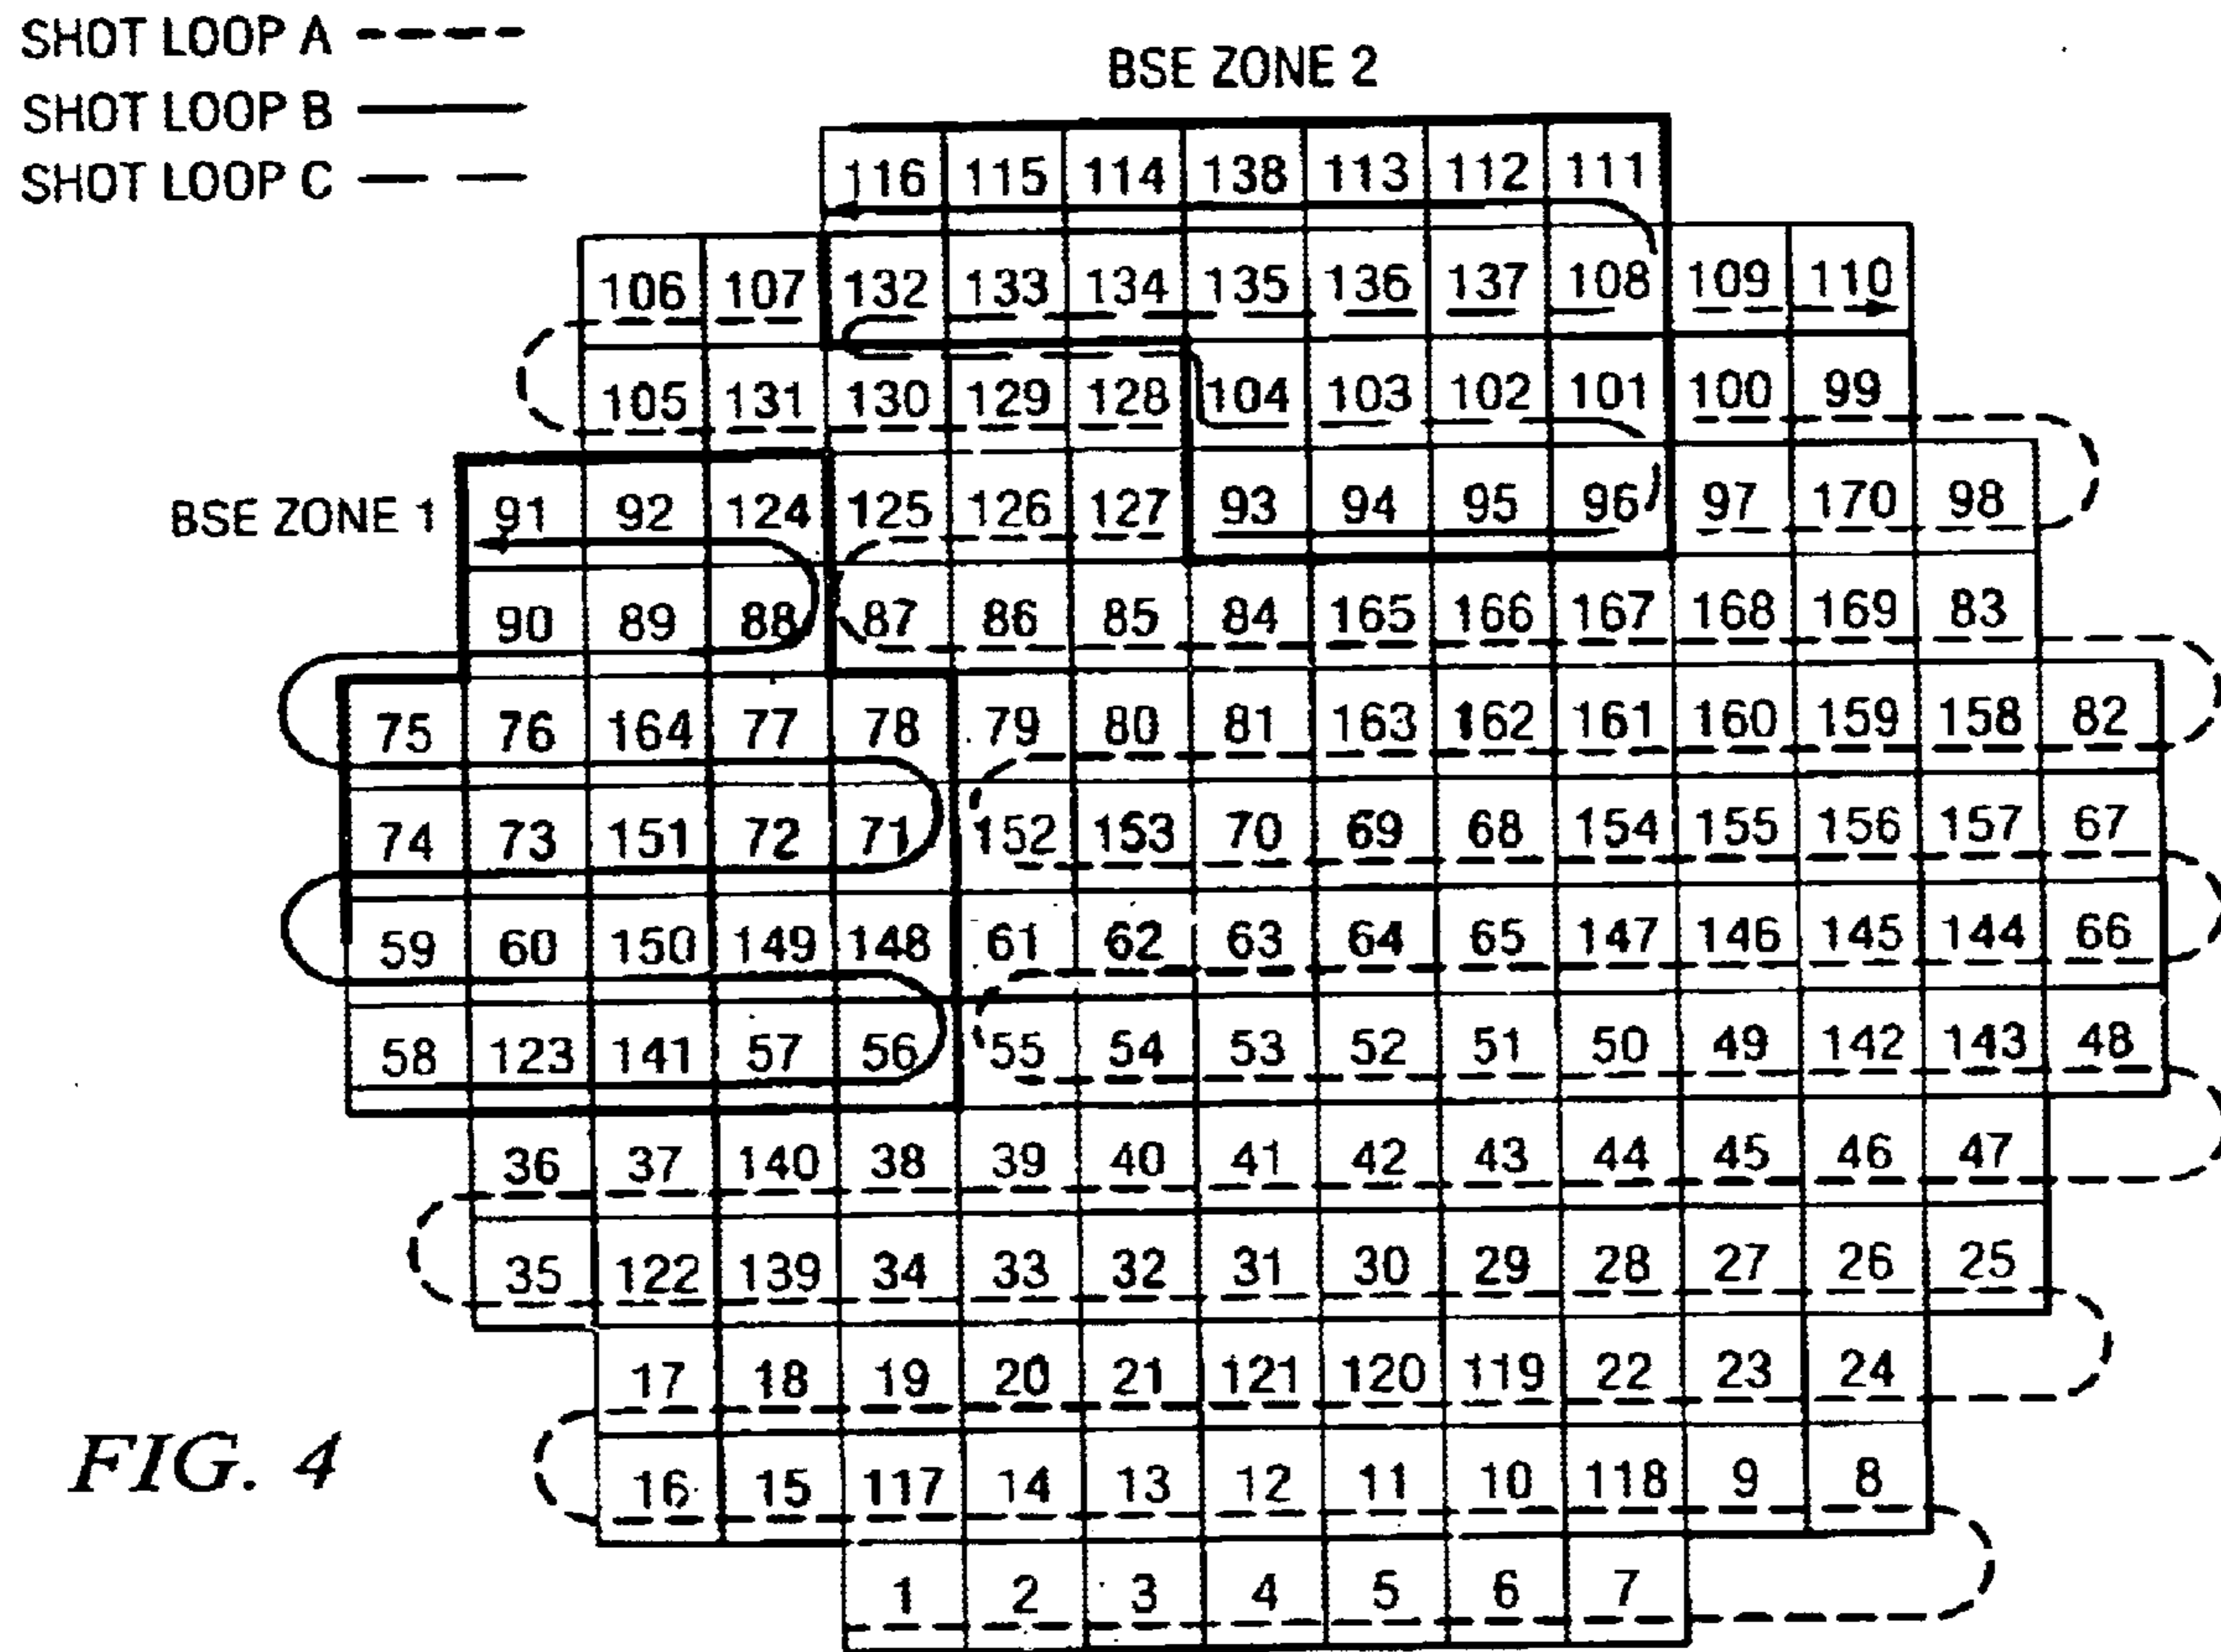 SHOT LOOP A
SHOT LOOP B
SHOT LOOP C
BSE ZONE 2
116 115 114 138 113 112 111
106 107 132 133 134 135 136 137 108 109 110
105 131 130 129 128 104 103 102 101 100 99
BSE ZONE 1 91 92 124 125 126 127 93 94 95 96 97 170 98
90 89 88 87 86 85 84 165 166 167 168 169 83
75 76 164 77 78 79 80 81 163 162 161 160 159 158 82
74 73 151 72 71 152 153 70 69 68 154 155 156 157 67
59 60 150 149 148 61 62 63 64 65 147 146 145 144 66
58 123 141 57 56 55 54 53 52 51 50 49 142 143 48
36 37 140 38 39 40 41 42 43 44 45 46 47
35 122 139 34 33 32 31 30 29 28 27 26 25
17 18 19 20 21 121 120 119 22 23 24
FIG. 4
16 15 117 14 13 12 11 10 118 9 8
1 2 3 4 5 6 7